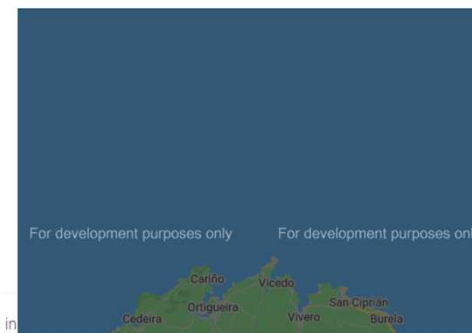 For development purposes only For development purposes onl
Cariño Vicedo
San Ciprián
Ortigueira
Cedeira Vivero Burela
in